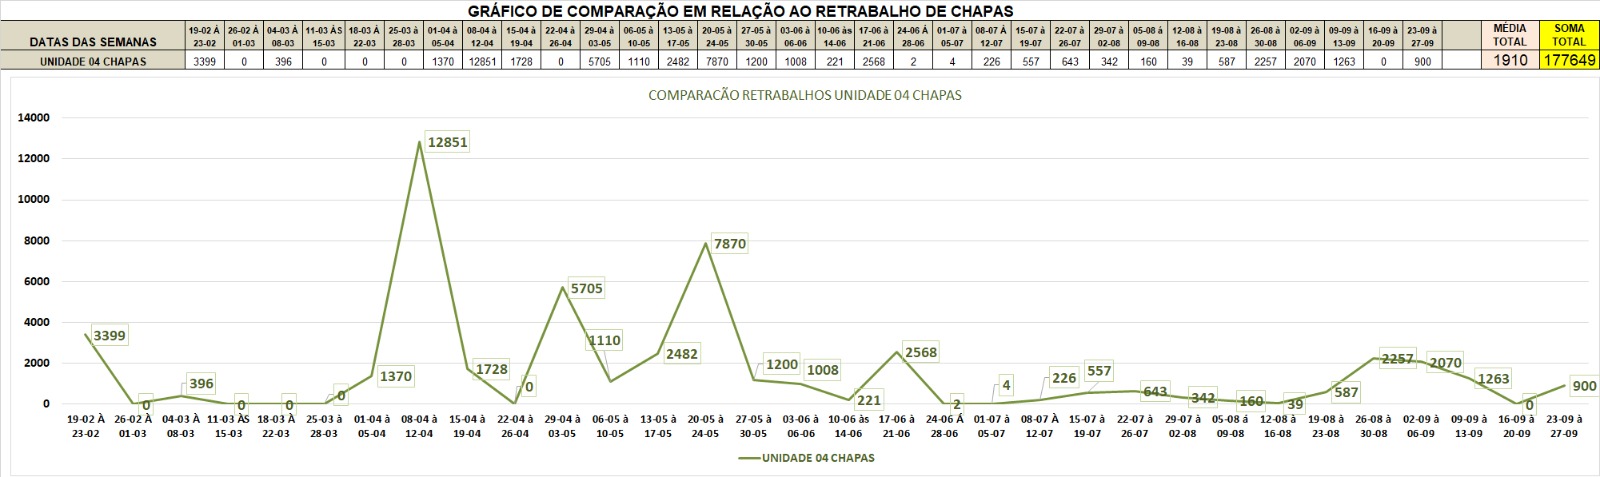 GRÁFICO DE COMPARAÇÃO EM RELAÇÃO AO RETRABALHO DE CHAPAS
DATAS DAS SEMANAS 19-02 À 23-02 26-02 À 01-03 04-03 À 08-03 11-03 ÀS 15-03 18-03 À 22-03 25-03 à 28-03 01-04 à 05-04 08-04 à 12-04 15-04 à 19-04 22-04 à 26-04 29-04 à 03-05 06-05 à 10-05 13-05 à 17-05 20-05 à 24-05 27-05 à 30-05 03-06 à 06-06 10-06 às 14-06 17-06 à 21-06 24-06 Á 28-06 01-07 à 05-07 08-07 À 12-07 15-07 à 19-07 22-07 à 26-07 29-07 à 02-08 05-08 à 09-08 12-08 à 16-08 19-08 à 23-08 26-08 à 30-08 02-09 à 06-09 09-09 à 13-09 16-09 à 20-09 23-09 à 27-09 MÉDIA TOTAL SOMA TOTAL
UNIDADE 04 CHAPAS 3399 0 396 0 0 0 1370 12851 1728 0 5705 1110 2482 7870 1200 1008 221 2568 2 4 226 557 643 342 160 39 587 2257 2070 1263 0 900 1910 177649
COMPARACÃO RETRABALHOS UNIDADE 04 CHAPAS
14000
12000
10000
8000
6000
4000
2000
0
3399 0 396 0 0 0 1370 12851 1728 0 5705 1110 2482 7870 1200 1008 221 2568 2 4 226 557 643 342 160 39 587 2257 2070 1263 0 900
19-02 À 26-02 À 04-03 À 11-03 ÀS 18-03 À 25-03 à 01-04 à 08-04 à 15-04 à 22-04 à 29-04 à 06-05 à 13-05 à 20-05 à 27-05 à 03-06 à 10-06 às 17-06 à 24-06 Á 01-07 à 08-07 À 15-07 à 22-07 à 29-07 à 05-08 à 12-08 à 19-08 à 26-08 à 02-09 à 09-09 à 16-09 à 23-09 à
23-02 01-03 08-03 15-03 22-03 28-03 05-04 12-04 19-04 26-04 03-05 10-05 17-05 24-05 30-05 06-06 14-06 21-06 28-06 05-07 12-07 19-07 26-07 02-08 09-08 16-08 23-08 30-08 06-09 13-09 20-09 27-09
UNIDADE 04 CHAPAS